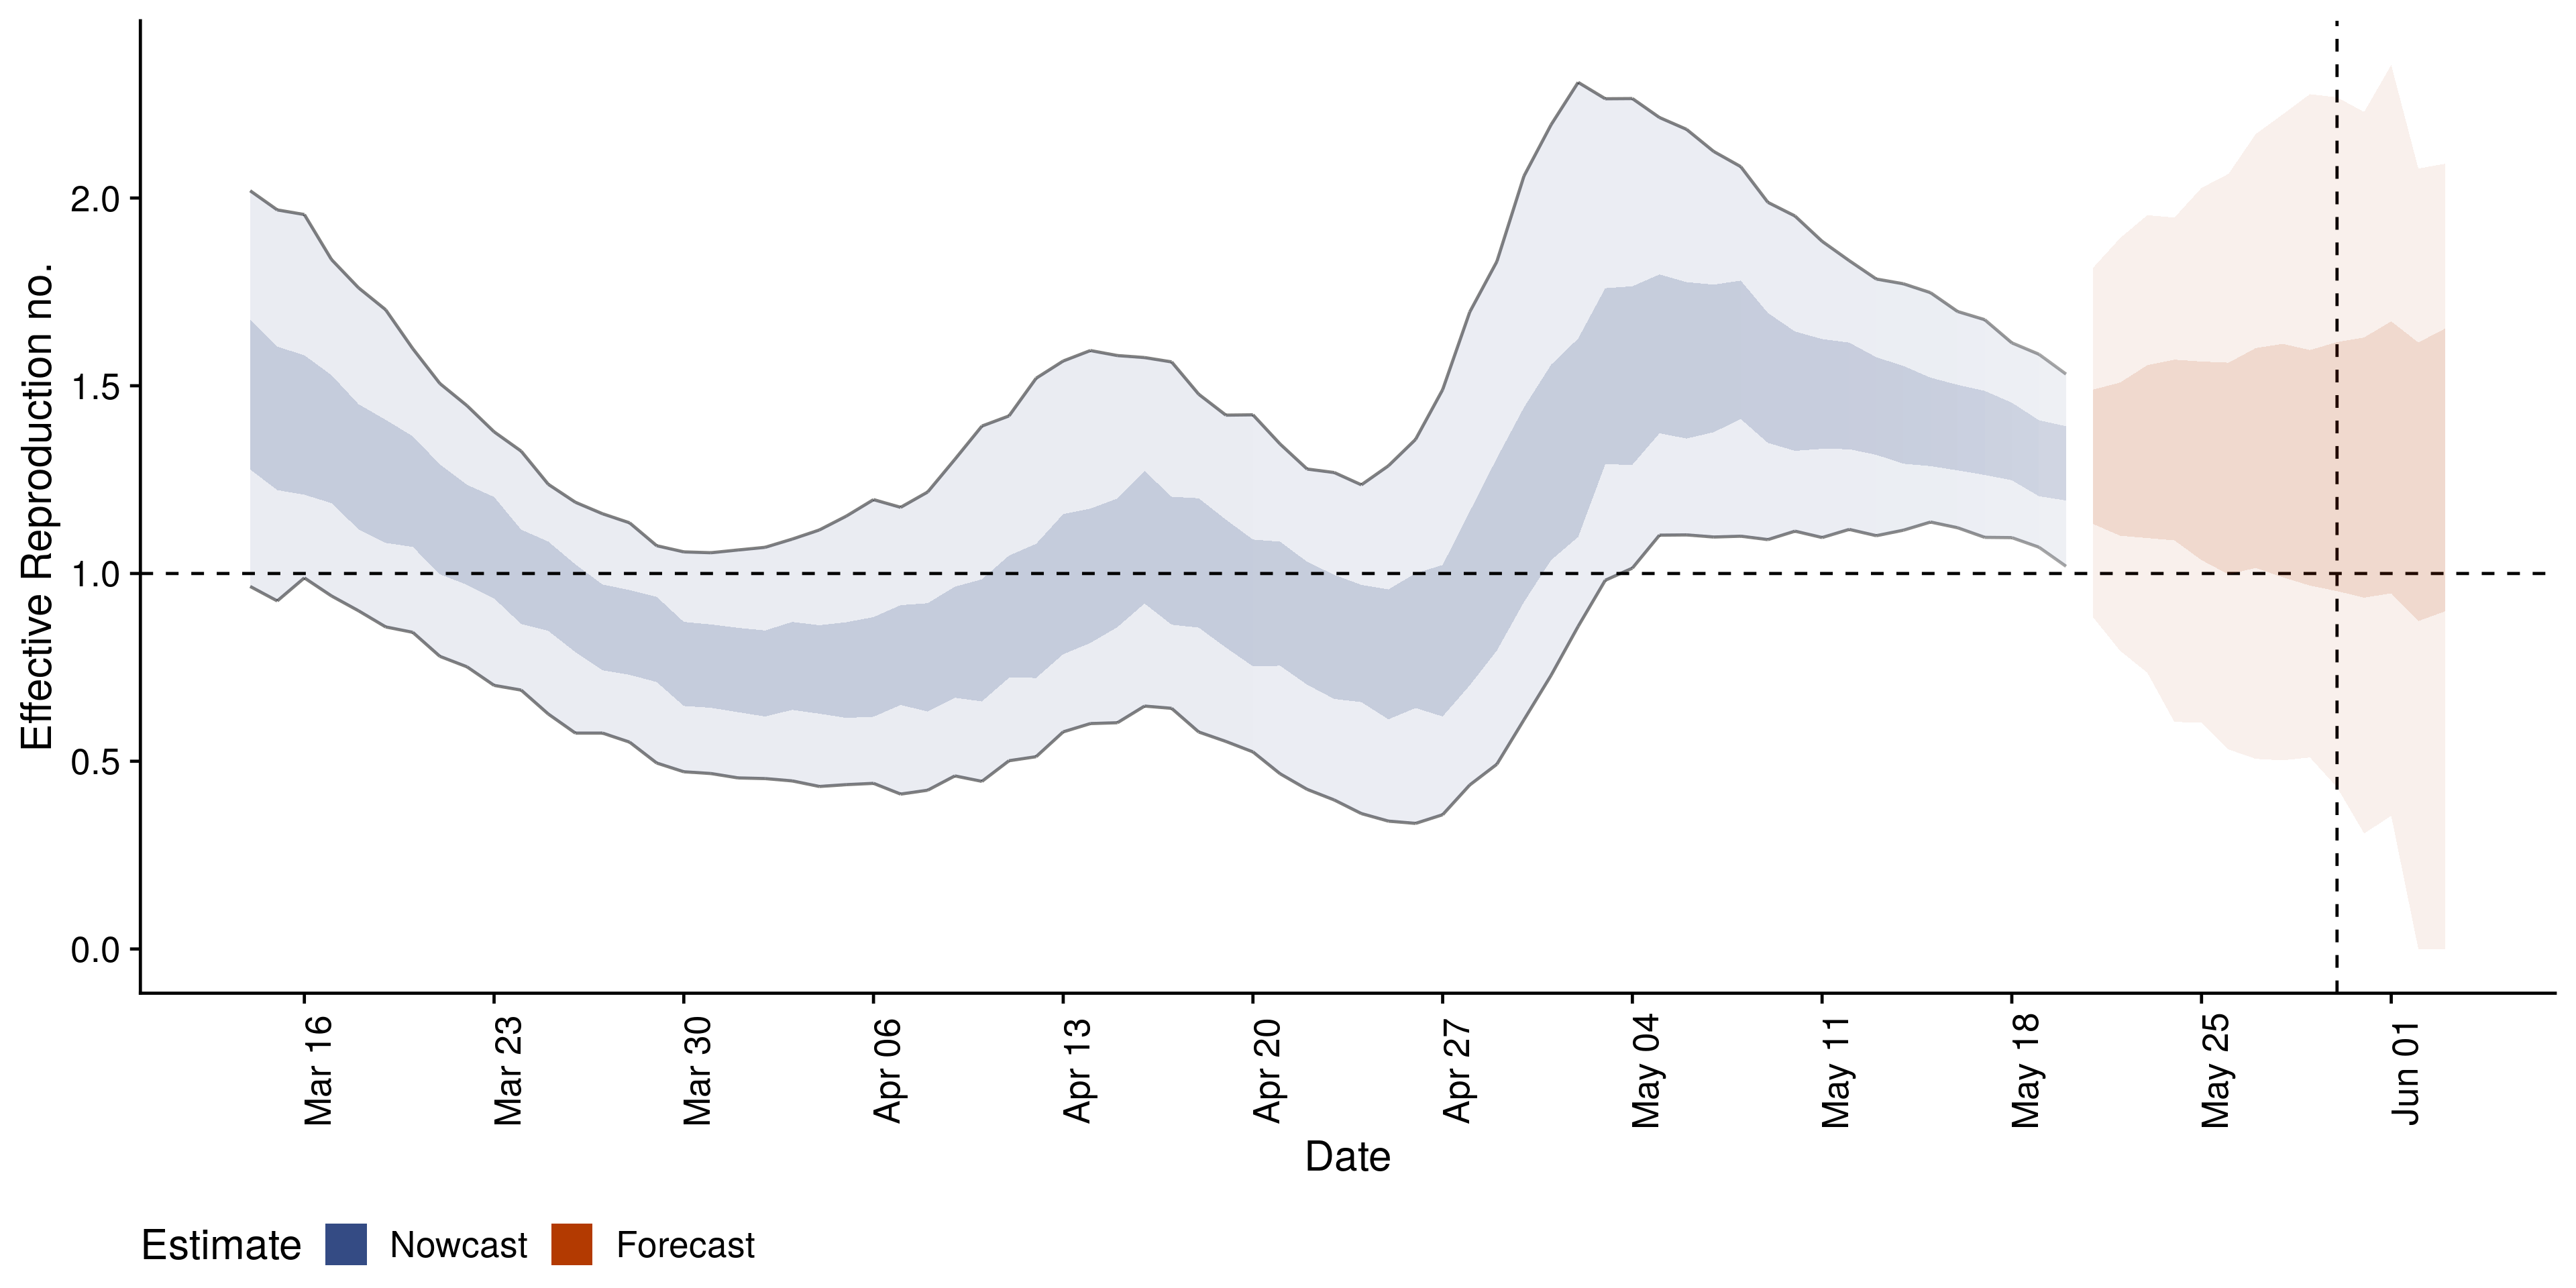 Effective Reproduction no.
2.0
1.5
1.0
0.5
0.0
Mar 16
Mar 23
Mar 30
Apr 06
Apr 13
Apr 20
Apr 27
May 04
May 11
May 18
May 25
Jun 01
Date
Estimate Nowcast Forecast